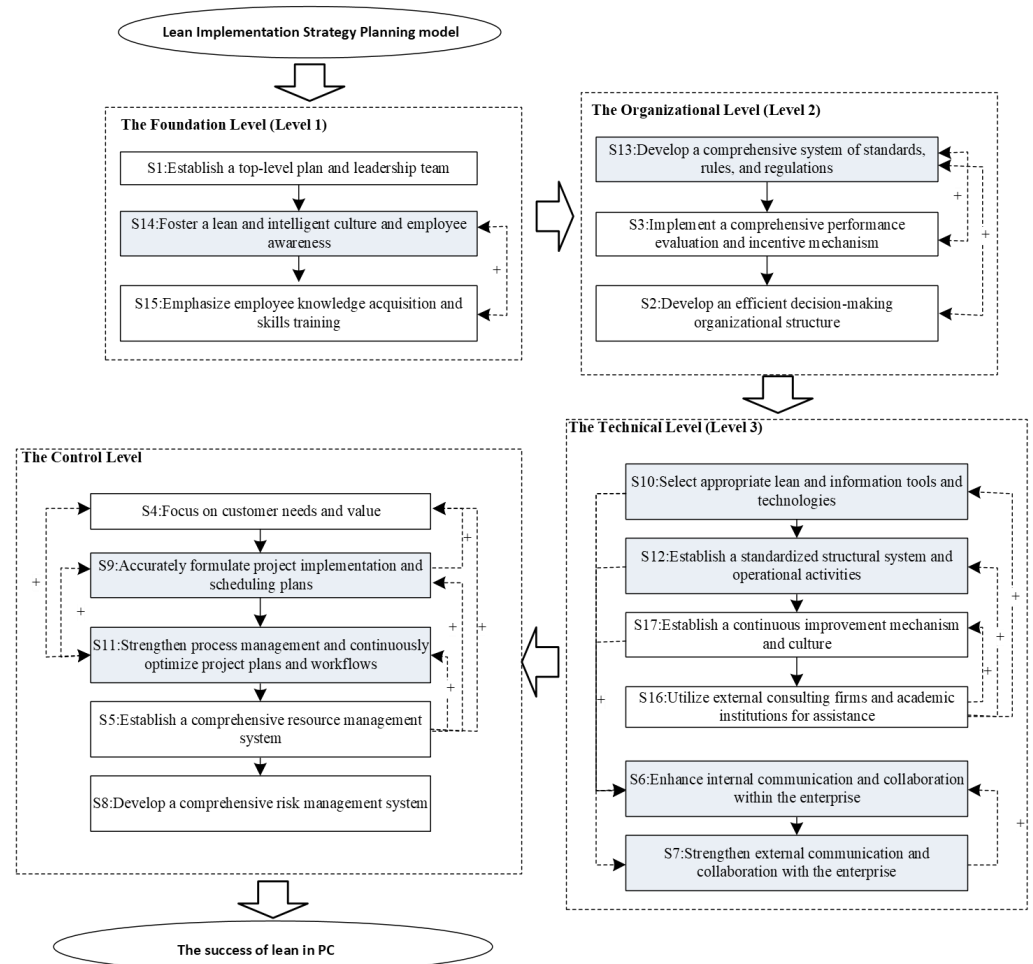 Lean Implementation Strategy Planning model
The Foundation Level (Level 1)
S1:Establish a top-level plan and leadership team
S14:Foster a lean and intelligent culture and employee
awareness
+
S15:Emphasize employee knowledge acquisition and
skills training
The Organizational Level (Level 2)
S13:Develop a comprehensive system of standards,
rules, and regulations
+
S3:Implement a comprehensive performance
evaluation and incentive mechanism
+
S2:Develop an efficient decision-making
organizational structure
The Technical Level (Level 3)
S10:Select appropriate lean and information tools and
technologies
+
S12:Establish a standardized structural system and
operational activities
S17:Establish a continuous improvement mechanism
and culture
+
+
S16:Utilize external consulting firms and academic
institutions for assistance
+
S6:Enhance internal communication and collaboration
within the enterprise
+
S7:Strengthen external communication and
collaboration with the enterprise
The Control Level
S4:Focus on customer needs and value
+
S9:Accurately formulate project implementation and
scheduling plans
+
+
+
+
S11:Strengthen process management and continuously
optimize project plans and workflows
+
S5:Establish a comprehensive resource management
system
S8:Develop a comprehensive risk management system
The success of lean in PC